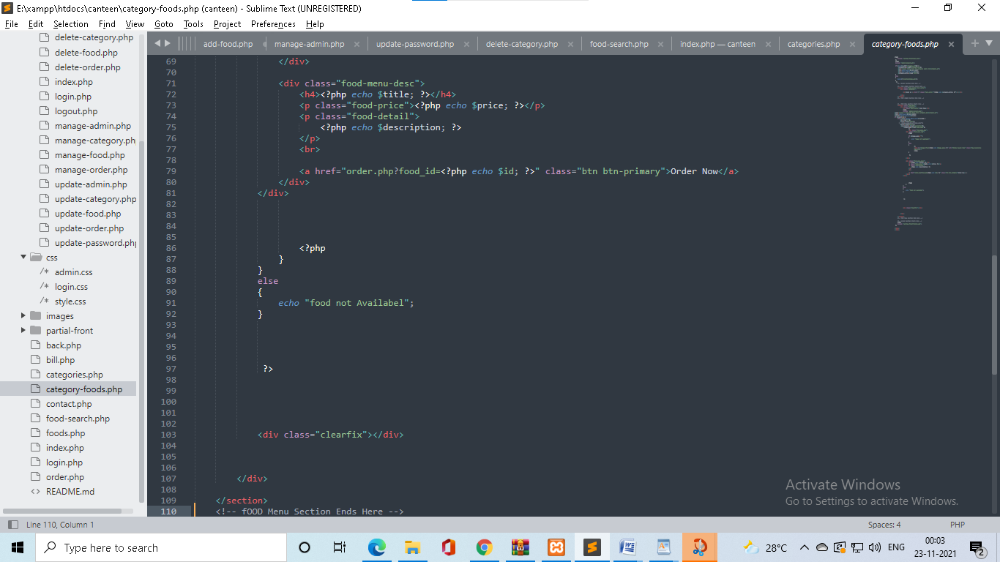 E:\xampp\htdocs\canteen\category-foods.php (canteen) - Sublime Text (UNREGISTERED)
File Edit Selection Find View Goto Tools Project Preferences Help
add-food.php manage-admin.php update-password.php delete-category.php food-search.php index.php — canteen categories.php category-foods.php
delete-category.php
delete-food.php
delete-order.php
index.php
login.php
logout.php
manage-admin.php
manage-category.ph
manage-food.php
manage-order.php
update-admin.php
update-category.php
update-food.php
update-order.php
update-password.php
css
admin.css
login.css
style.css
images
partial-front
back.php
bill.php
categories.php
category-foods.php
contact.php
food-search.php
foods.php
index.php
login.php
order.php
README.md
69 </div>
70
71 <div class="food-menu-desc">
72 <h4><?php echo $title; ?></h4>
73 <p class="food-price"><?php echo $price; ?></p>
74 <p class="food-detail">
75 <?php echo $description; ?>
76 </p>
77 <br>
78
79 <a href="order.php?food_id=<?php echo $id; ?>" class="btn btn-primary">Order Now</a>
80 </div>
81 </div>
82
83
84
85
86 <?php
87 }
88 }
89 else
90 {
91 echo "food not Availabel";
92 }
93
94
95
96
97 ?>
98
99
100
101
102
103 <div class="clearfix"></div>
104
105
106
107 </div>
108
109 </section>
110 <!-- fOOD Menu Section Ends Here -->
Activate Windows
Go to Settings to activate Windows.
Line 110, Column 1 Spaces: 4 PHP
Type here to search
28°C ENG 00:03
23-11-2021
2